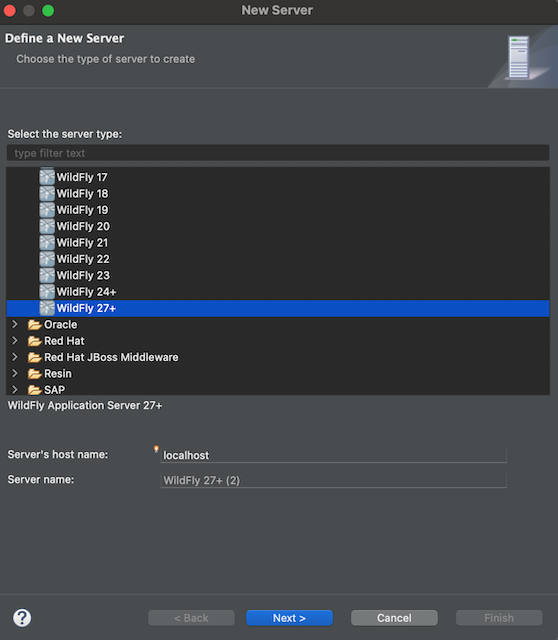 New Server
Define a New Server
Choose the type of server to create
Select the server type:
type filter text
WildFly 17
WildFly 18
WildFly 19
WildFly 20
WildFly 21
WildFly 22
WildFly 23
WildFly 24+
WildFly 27+
Oracle
Red Hat
Red Hat JBoss Middleware
Resin
SAP
WildFly Application Server 27+
Server's host name: localhost
Server name: WildFly 27+ (2)
? < Back Next > Cancel Finish